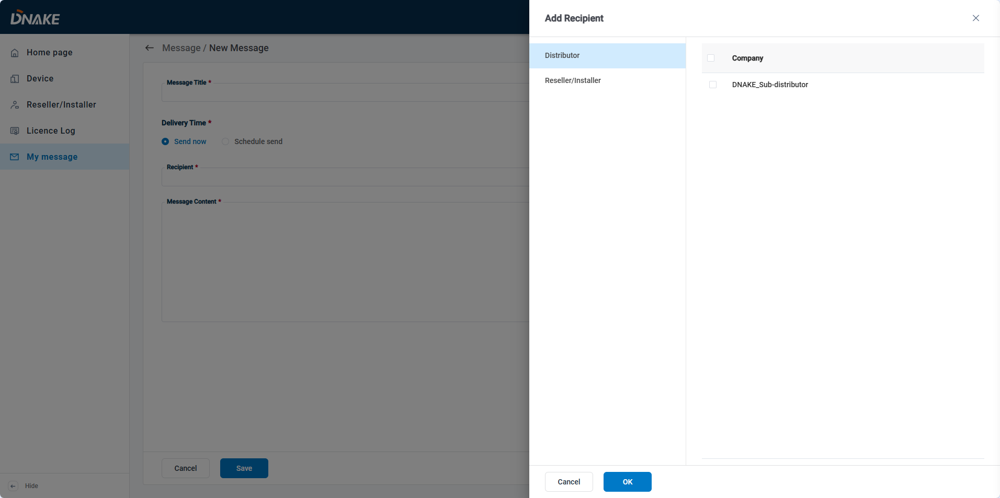 DNAKE
Home page
Device
Reseller/Installer
Licence Log
My message
Hide
Message / New Message
Message Title *
Delivery Time *
Send now
Schedule send
Recipient *
Message Content *
Cancel
Save
Add Recipient
Distributor
Reseller/Installer
Company
DNAKE_Sub-distributor
Cancel
OK